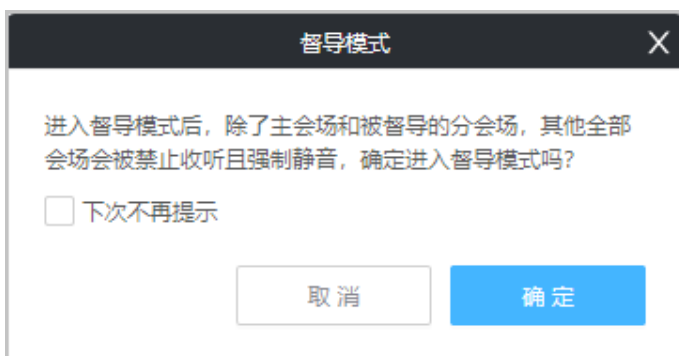 督导模式
进入督导模式后，除了主会场和被督导的分会场，其他全部
会场会被禁止收听且强制静音，确定进入督导模式吗？
下次不再提示
取消
确定